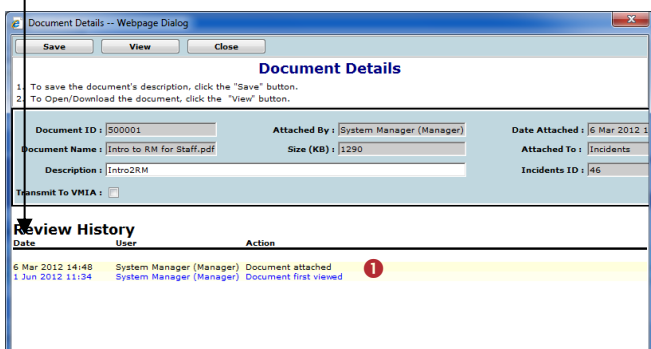 Document Details -- Webpage Dialog
Save View Close
Document Details
1. To save the document's description, click the "Save" button.
2. To Open/Download the document, click the "View" button.
Document ID : 500001 Attached By : System Manager (Manager) Date Attached : 6 Mar 2012 1
Document Name : Intro to RM for Staff.pdf Size (KB) : 1290 Attached To : Incidents
Description : Intro2RM Incidents ID : 46
Transmit To VMIA :
Review History
Date User Action
6 Mar 2012 14:48 System Manager (Manager) Document attached 1
1 Jun 2012 11:34 System Manager (Manager) Document first viewed